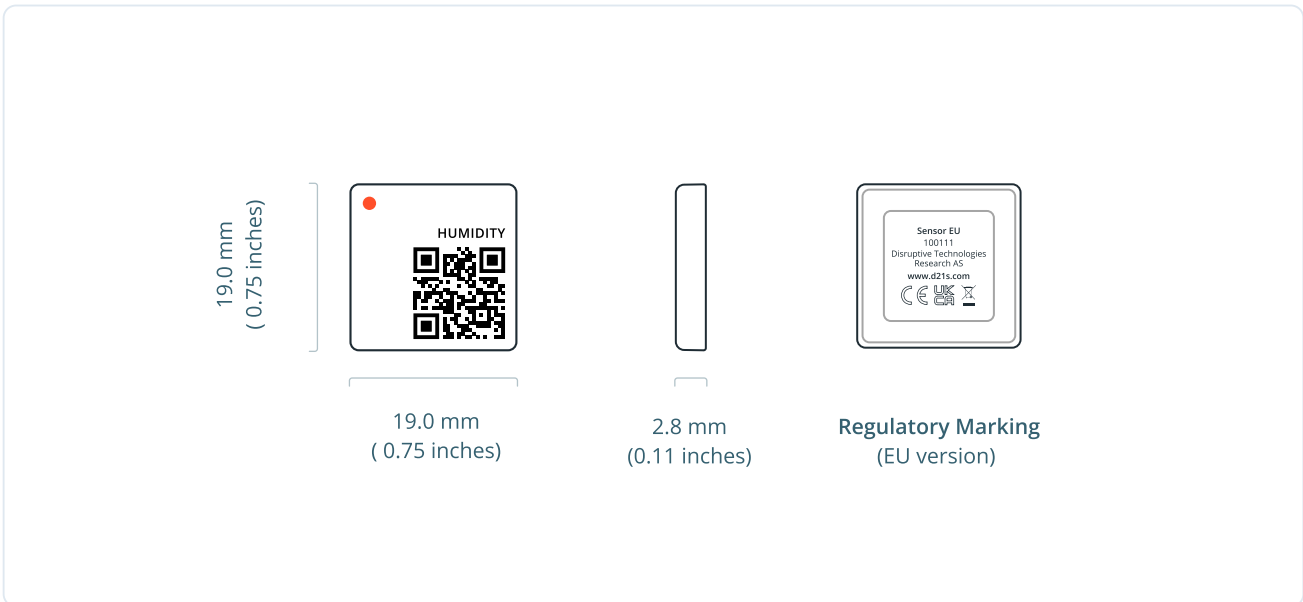 19.0 mm
( 0.75 inches)
HUMIDITY
19.0 mm
( 0.75 inches)
2.8 mm
(0.11 inches)
Sensor EU
100111
Disruptive Technologies
Research AS
www.d21s.com
CE UK
CA
Regulatory Marking
(EU version)